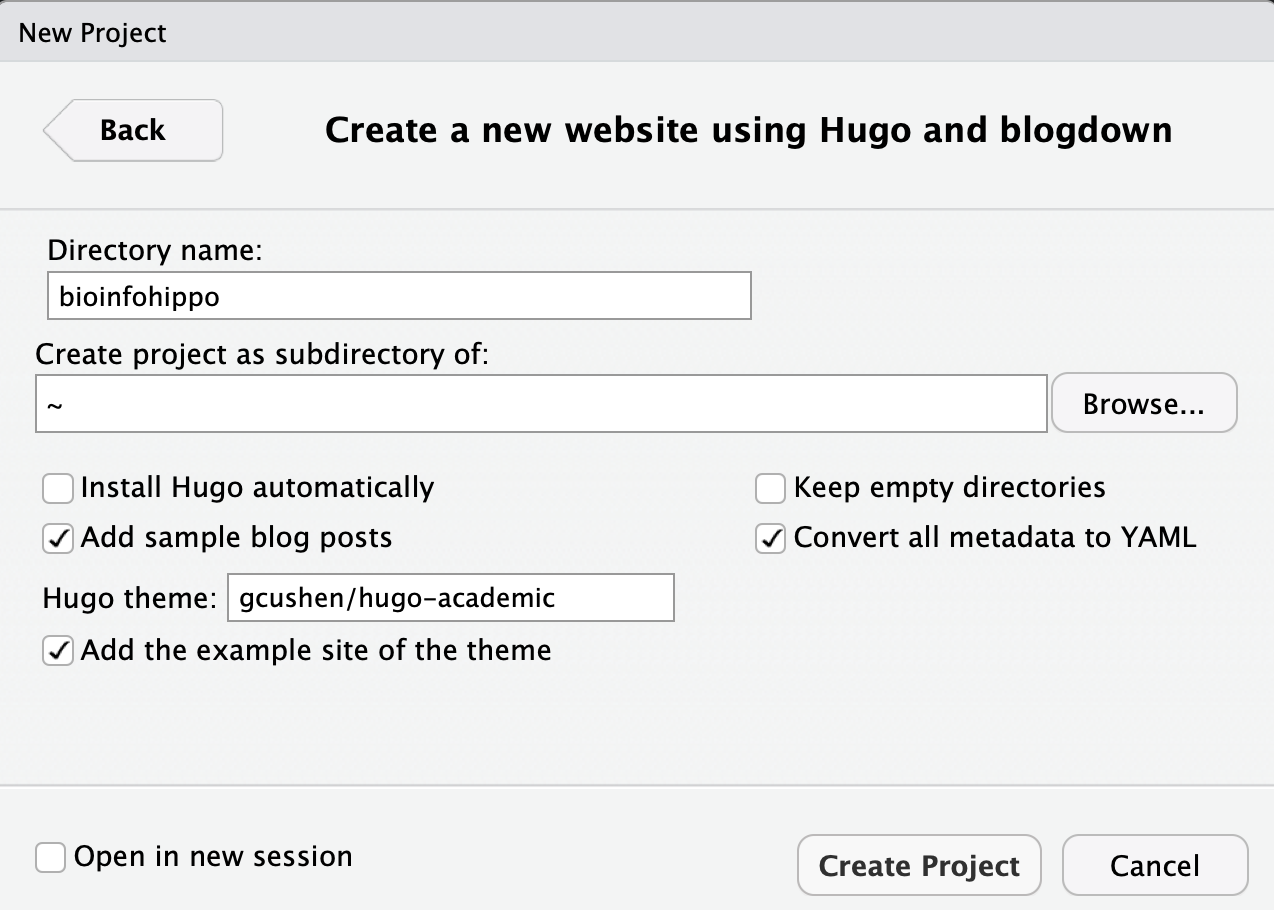 New Project
Back
Create a new website using Hugo and blogdown
Directory name:
bioinfohippo
Create project as subdirectory of:
~
Browse...
Install Hugo automatically
Keep empty directories
Add sample blog posts
Convert all metadata to YAML
Hugo theme: gcushen/hugo-academic
Add the example site of the theme
Open in new session
Create Project
Cancel